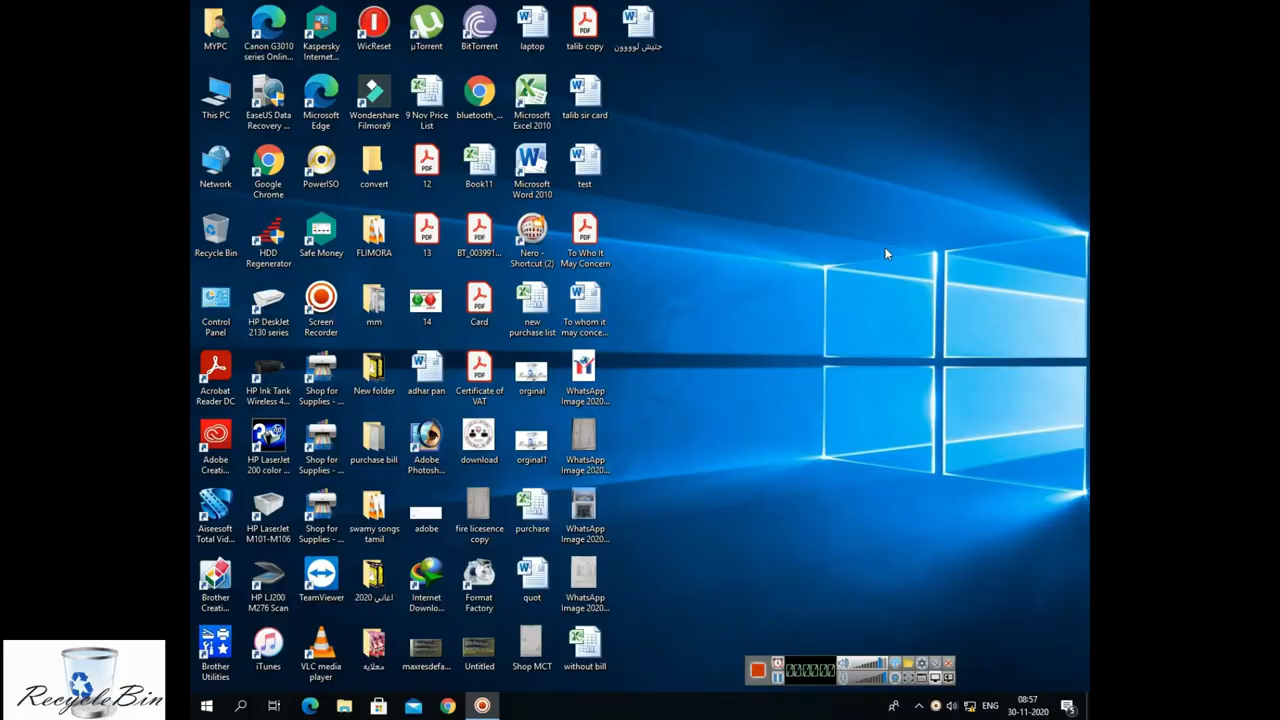 MYPC
Canon G3010
series Onlin...
Kaspersky
Internet...
WicReset
µTorrent
BitTorrent
laptop
talib copy
جتيش لوووون
This PC
EaseUS Data
Recovery ...
Microsoft
Edge
Wondershare
Filmora9
9 Nov Price
List
bluetooth_...
Microsoft
Excel 2010
talib sir card
Network
Google
Chrome
PowerISO
convert
12
Book11
Microsoft
Word 2010
test
Recycle Bin
HDD
Regenerator
Safe Money
FLIMORA
13
BT_003991...
Nero -
Shortcut (2)
To Who It
May Concern
Control
Panel
HP DeskJet
2130 series
Screen
Recorder
mm
14
Card
new
purchase list
To whom it
may conce...
Acrobat
Reader DC
HP Ink Tank
Wireless 4...
Shop for
Supplies - ...
New folder
adhar pan
Certificate of
VAT
orginal
WhatsApp
Image 2020...
Adobe
Creati...
HP LaserJet
200 color ...
Shop for
Supplies - ...
purchase bill
Adobe
Photosh...
download
orginal1
WhatsApp
Image 2020...
Aiseesoft
Total Vid...
HP LaserJet
M101-M106
Shop for
Supplies - ...
swamy songs
tamil
adobe
fire licesence
copy
purchase
WhatsApp
Image 2020...
Brother
Creati...
HP LJ200
M276 Scan
TeamViewer
اغاني 2020
Internet
Downlo...
Format
Factory
quot
WhatsApp
Image 2020...
Brother
Utilities
iTunes
VLC media
player
معلايه
maxresdefa...
Untitled
Shop MCT
without bill
000000
RecycleBin
ENG
08:57
30-11-2020
5